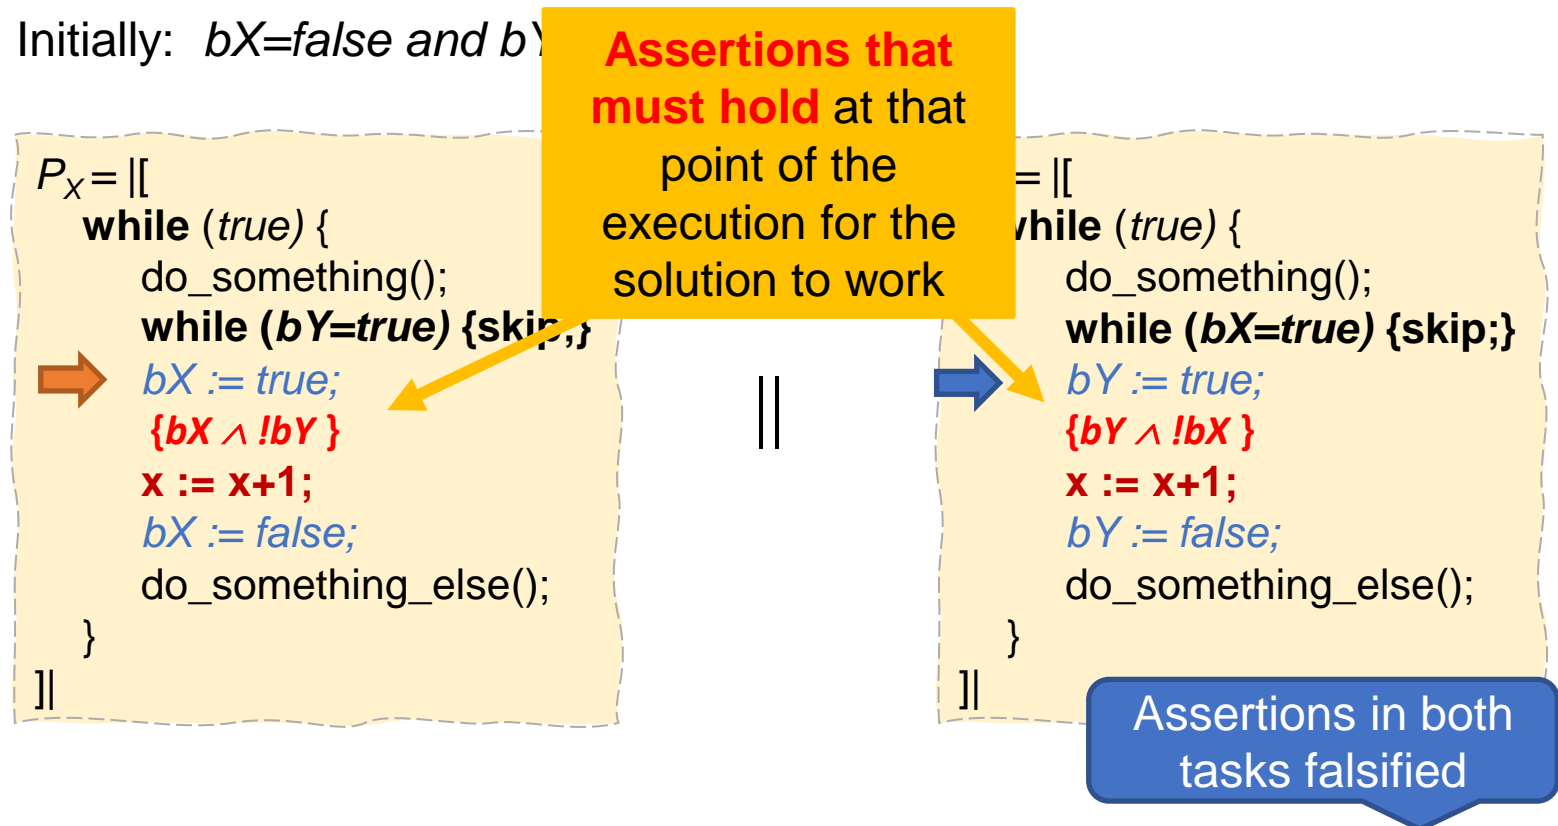 Initially: bX=false and bY
Assertions that
must hold at that
point of the
execution for the
solution to work
P_X = |[
while (true) {
do_something();
while (bY=true) {skip;}
bX := true;
{bX ∧ !bY }
x := x+1;
bX := false;
do_something_else();
}
]|
||
= |[
while (true) {
do_something();
while (bX=true) {skip;}
bY := true;
{bY ∧ !bX }
x := x+1;
bY := false;
do_something_else();
}
]|
Assertions in both
tasks falsified